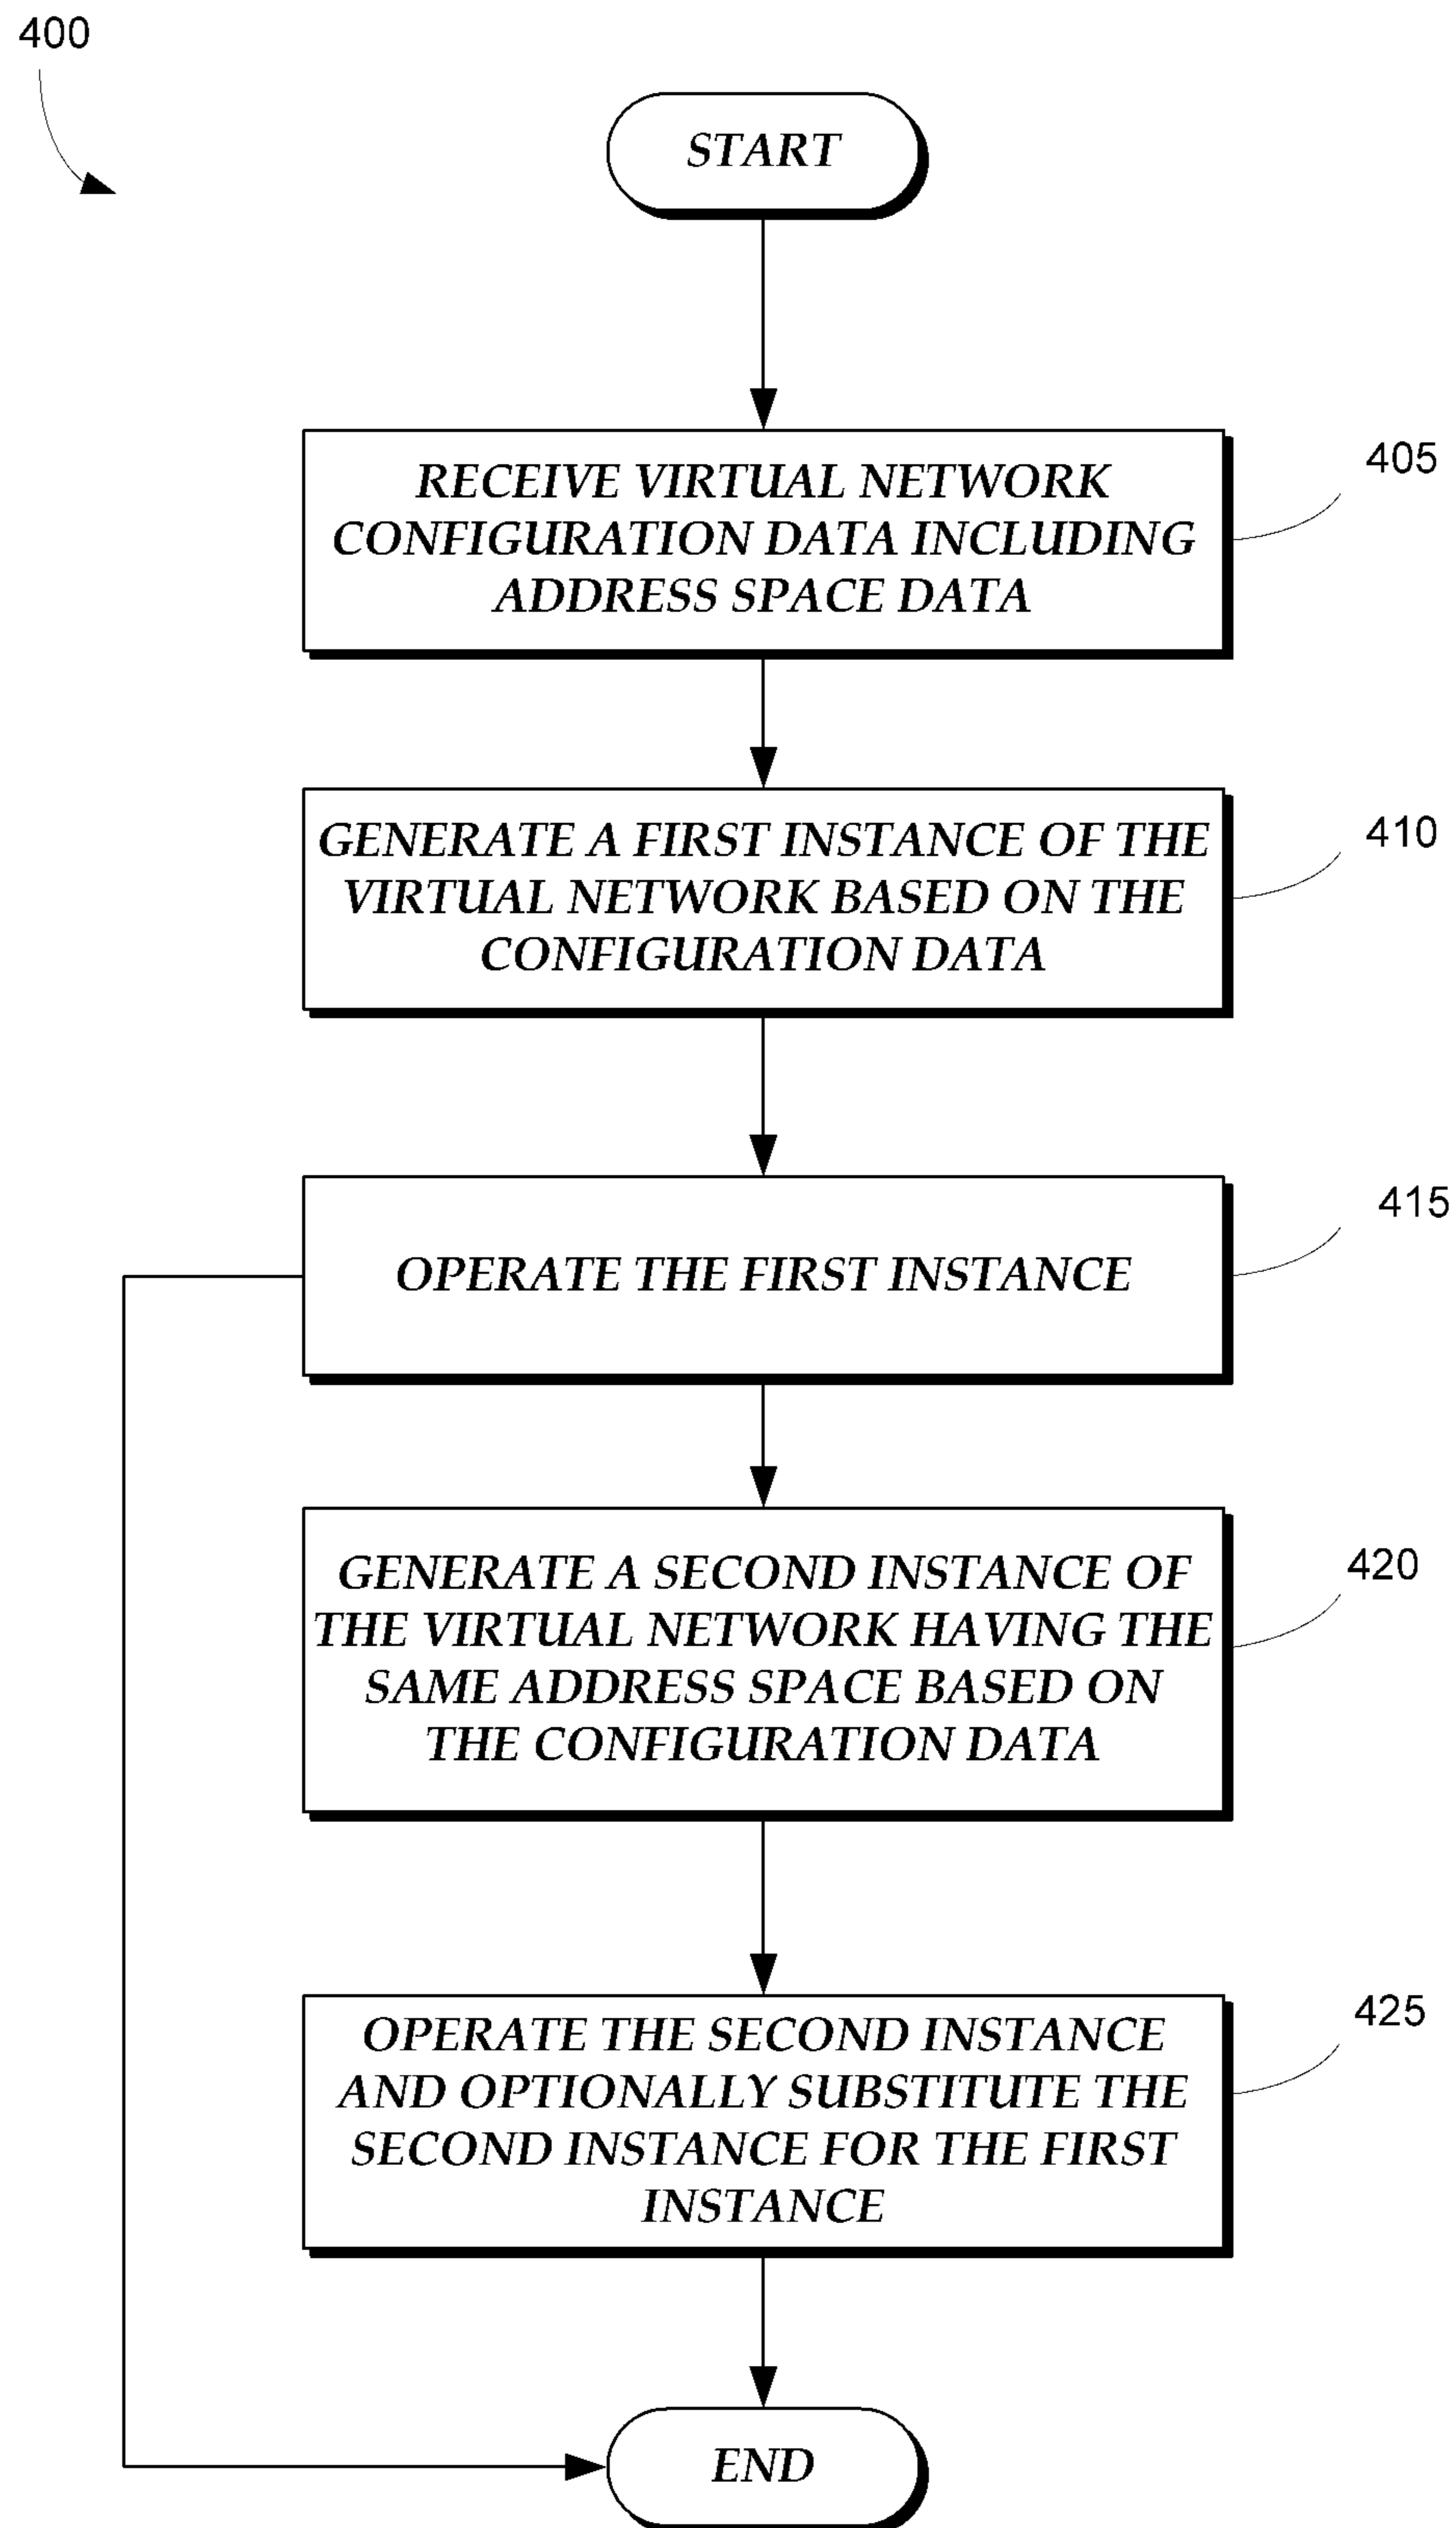 400
START
RECEIVE VIRTUAL NETWORK
CONFIGURATION DATA INCLUDING
ADDRESS SPACE DATA
405
GENERATE A FIRST INSTANCE OF THE
VIRTUAL NETWORK BASED ON THE
CONFIGURATION DATA
410
OPERATE THE FIRST INSTANCE
415
GENERATE A SECOND INSTANCE OF
THE VIRTUAL NETWORK HAVING THE
SAME ADDRESS SPACE BASED ON
THE CONFIGURATION DATA
420
OPERATE THE SECOND INSTANCE
AND OPTIONALLY SUBSTITUTE THE
SECOND INSTANCE FOR THE FIRST
INSTANCE
425
END